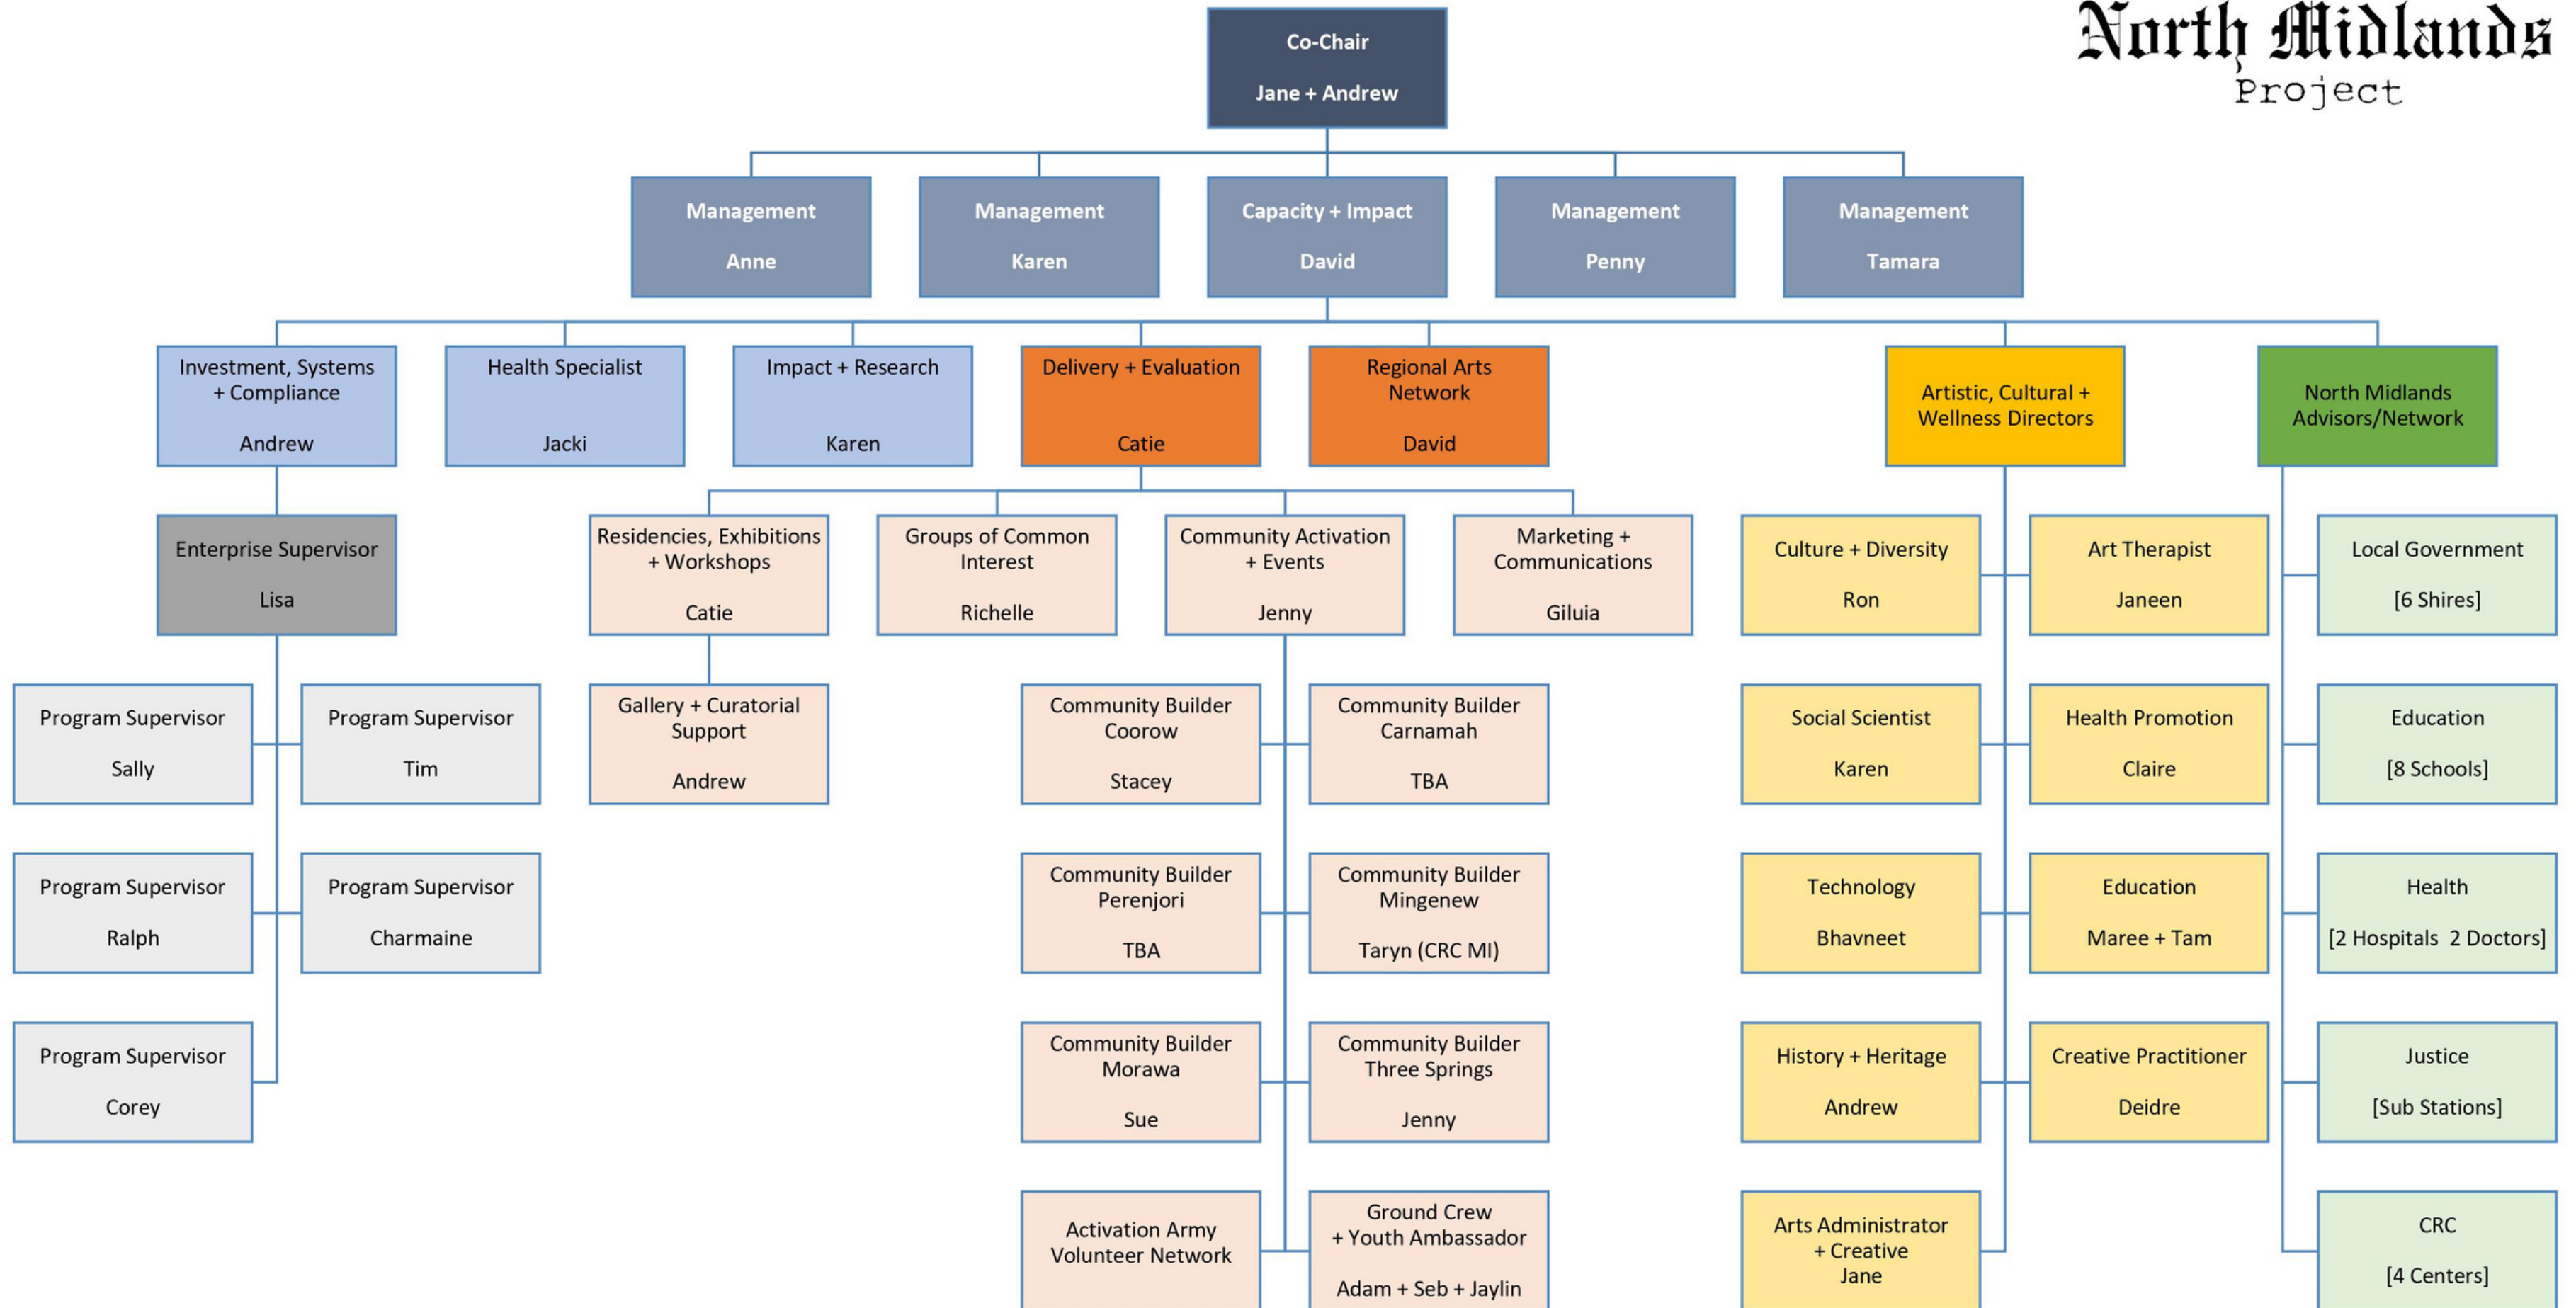 North Midlands
Project
Co-Chair
Jane + Andrew
Management
Anne
Management
Karen
Capacity + Impact
David
Management
Penny
Management
Tamara
Investment, Systems
+ Compliance
Andrew
Health Specialist
Jacki
Impact + Research
Karen
Delivery + Evaluation
Catie
Regional Arts
Network
David
Artistic, Cultural +
Wellness Directors
North Midlands
Advisors/Network
Enterprise Supervisor
Lisa
Residencies, Exhibitions
+ Workshops
Catie
Groups of Common
Interest
Richelle
Community Activation
+ Events
Jenny
Marketing +
Communications
Giluia
Culture + Diversity
Ron
Art Therapist
Janeen
Local Government
[6 Shires]
Program Supervisor
Sally
Program Supervisor
Tim
Gallery + Curatorial
Support
Andrew
Community Builder
Coorow
Stacey
Community Builder
Carnamah
TBA
Social Scientist
Karen
Health Promotion
Claire
Education
[8 Schools]
Program Supervisor
Ralph
Program Supervisor
Charmaine
Community Builder
Perenjori
TBA
Community Builder
Mingenew
Taryn (CRC MI)
Technology
Bhavneet
Education
Maree + Tam
Health
[2 Hospitals 2 Doctors]
Program Supervisor
Corey
Community Builder
Morawa
Sue
Community Builder
Three Springs
Jenny
History + Heritage
Andrew
Creative Practitioner
Deidre
Justice
[Sub Stations]
Activation Army
Volunteer Network
Ground Crew
+ Youth Ambassador
Adam + Seb + Jaylin
Arts Administrator
+ Creative
Jane
CRC
[4 Centers]